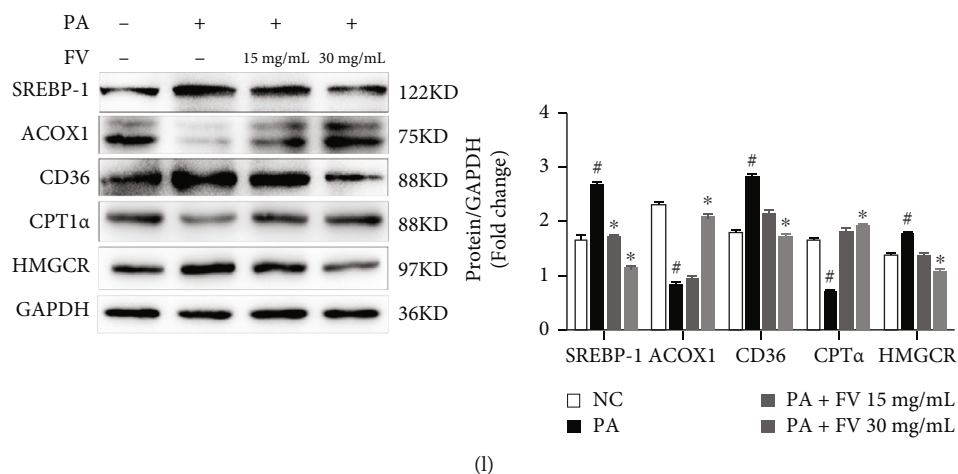 PA – + + +
FV – – 15 mg/mL 30 mg/mL
SREBP-1 122KD
ACOX1 75KD
CD36 88KD
CPT1α 88KD
HMGCR 97KD
GAPDH 36KD
Protein/GAPDH
(Fold change)
4
3
2
1
0
# * *
# *
# *
# *
# *
SREBP-1 ACOX1 CD36 CPTα HMGCR
NC PA + FV 15 mg/mL
PA PA + FV 30 mg/mL
(l)